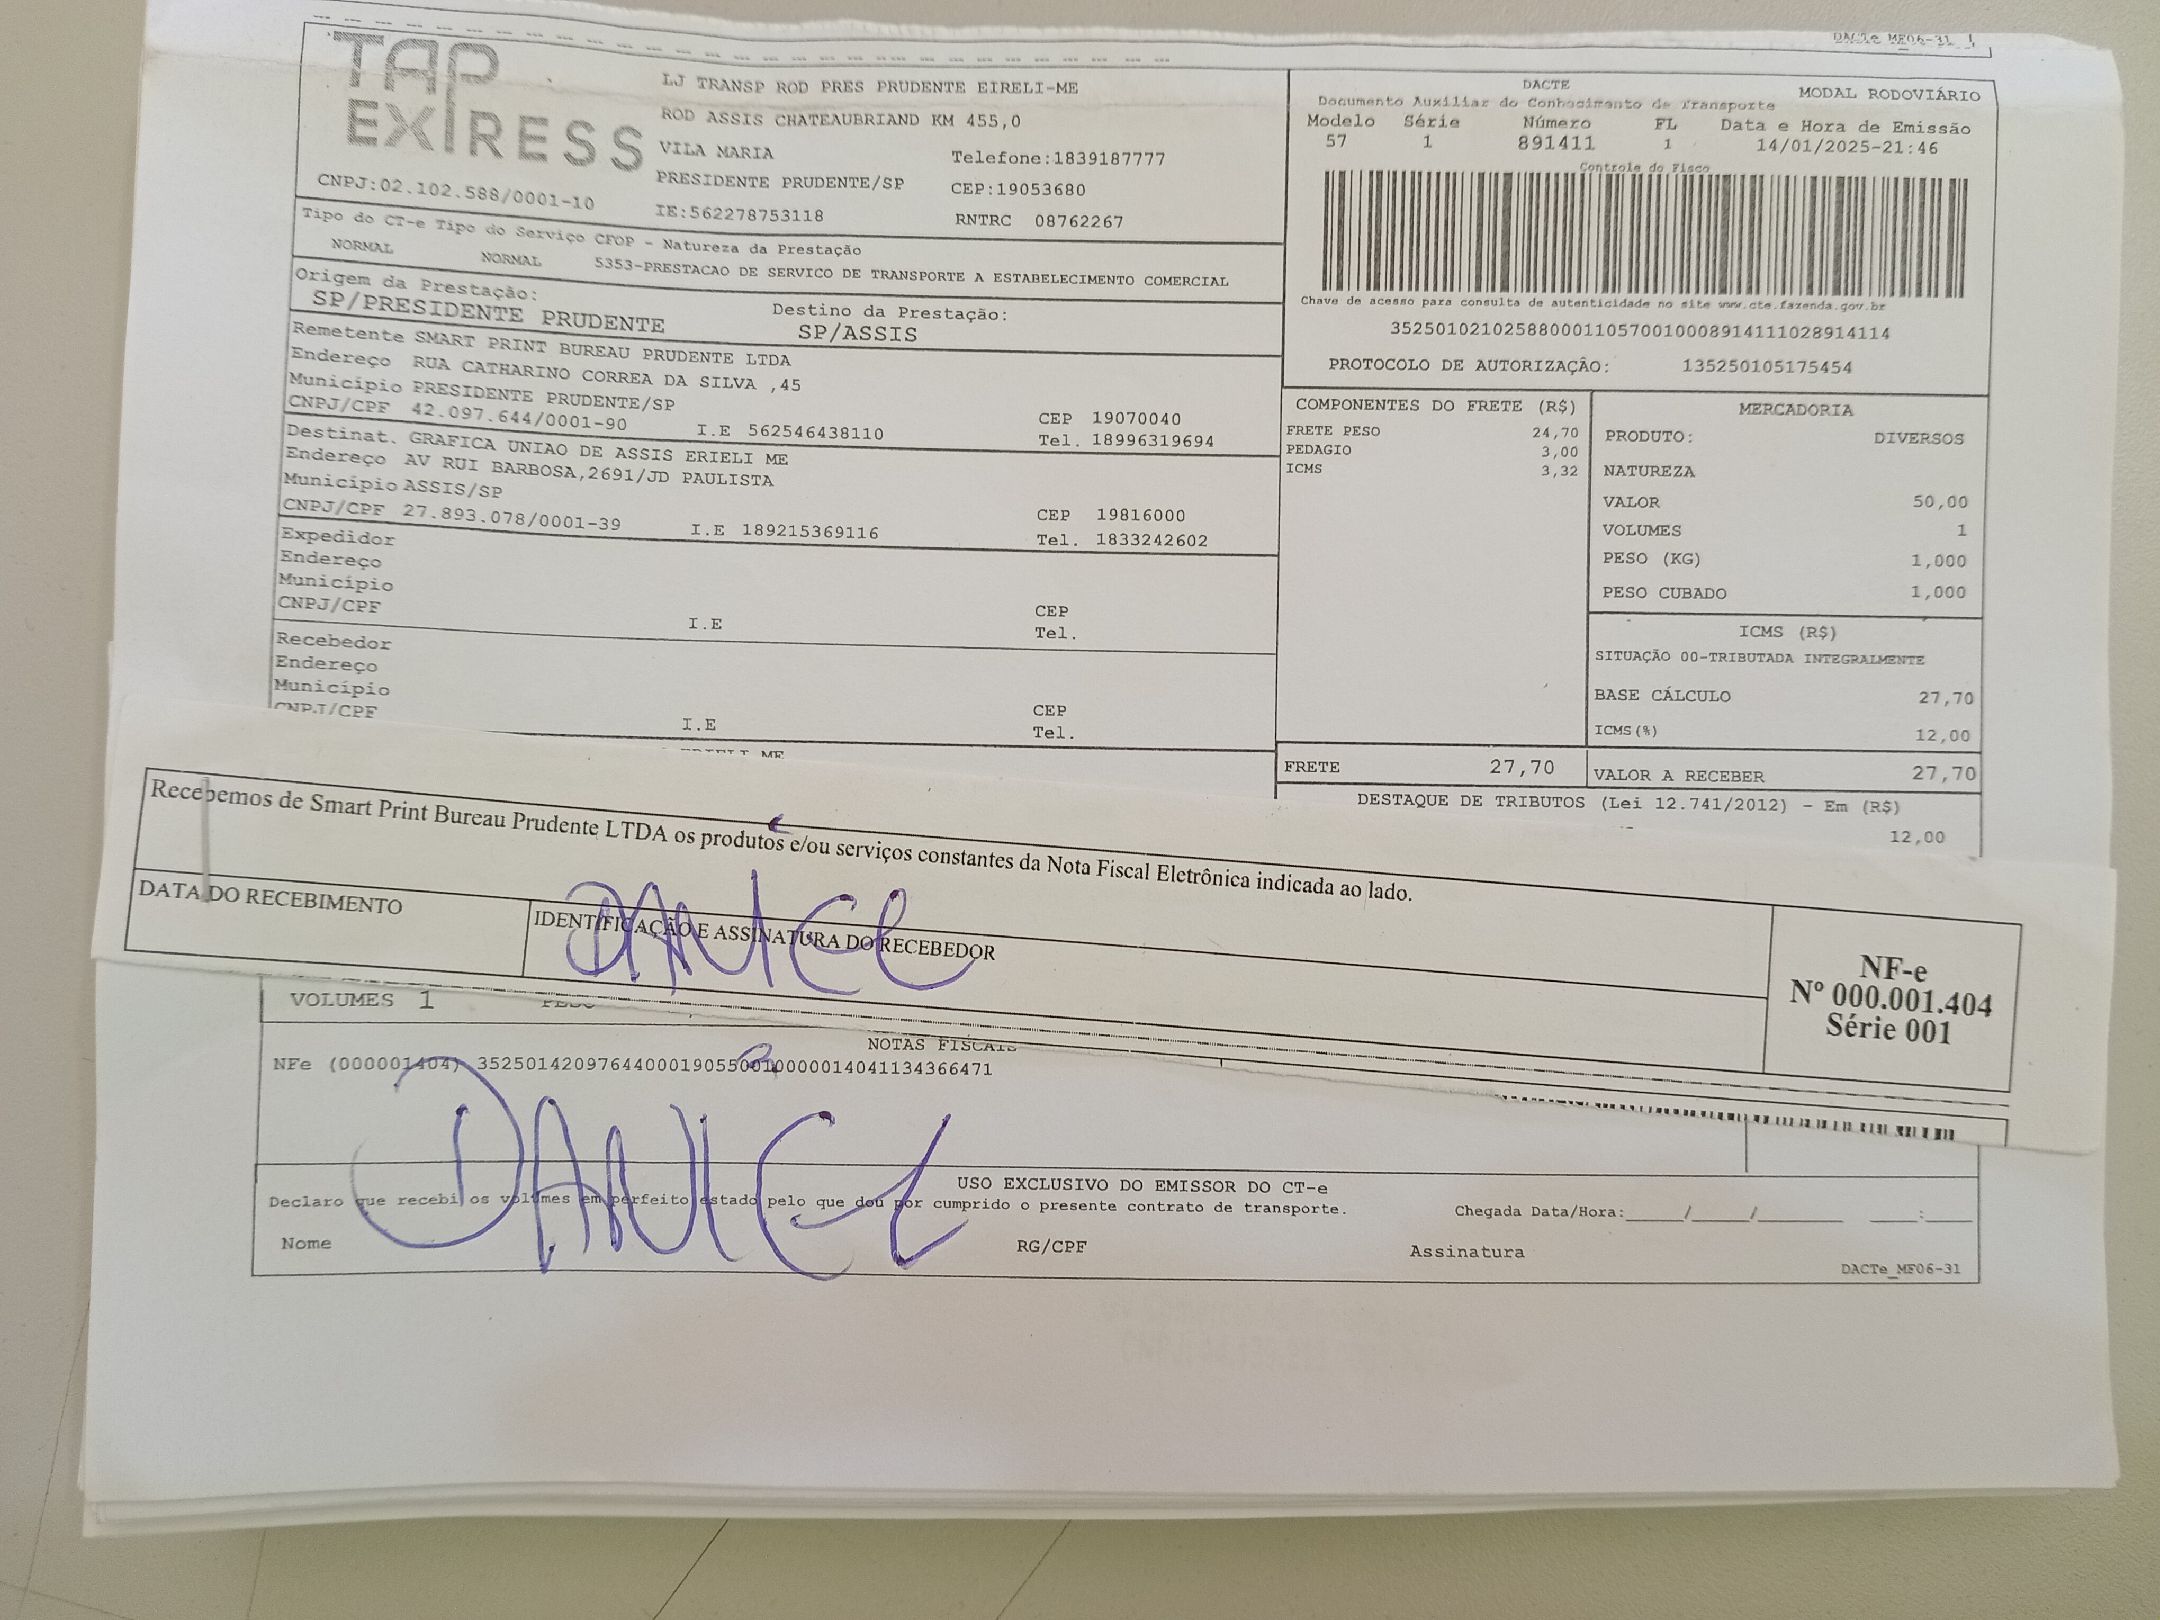 DACTe_MF06-31
TAP
EXPRESS
CNPJ:02.102.588/0001-10
LJ TRANSP ROD PRES PRUDENTE EIRELI-ME
ROD ASSIS CHATEAUBRIAND KM 455,0
VILA MARIA Telefone:1839187777
PRESIDENTE PRUDENTE/SP CEP:19053680
IE:562278753118 RNTRC 08762267
DACTE MODAL RODOVIÁRIO
Documento Auxiliar do Conhecimento de Transporte
Modelo Série Número FL Data e Hora de Emissão
57 1 891411 1 14/01/2025-21:46
Controle do Fisco
Chave de acesso para consulta de autenticidade no site www.cte.fazenda.gov.br
35250102102588000110570010008914111028914114
PROTOCOLO DE AUTORIZAÇÃO: 135250105175454
Tipo do CT-e Tipo do Serviço CFOP - Natureza da Prestação
NORMAL NORMAL 5353-PRESTACAO DE SERVICO DE TRANSPORTE A ESTABELECIMENTO COMERCIAL
Origem da Prestação: Destino da Prestação:
SP/PRESIDENTE PRUDENTE SP/ASSIS
Remetente SMART PRINT BUREAU PRUDENTE LTDA
Endereço RUA CATHARINO CORREA DA SILVA ,45
Município PRESIDENTE PRUDENTE/SP CEP 19070040
CNPJ/CPF 42.097.644/0001-90 I.E 562546438110 Tel. 18996319694
Destinat. GRAFICA UNIAO DE ASSIS ERIELI ME
Endereço AV RUI BARBOSA,2691/JD PAULISTA
Município ASSIS/SP CEP 19816000
CNPJ/CPF 27.893.078/0001-39 I.E 189215369116 Tel. 1833242602
Expedidor
Endereço
Município CEP
CNPJ/CPF I.E Tel.
Recebedor
Endereço
Município CEP
CNPJ/CPF I.E Tel.
ME
COMPONENTES DO FRETE (R$)
FRETE PESO 24,70
PEDAGIO 3,00
ICMS 3,32
MERCADORIA
PRODUTO: DIVERSOS
NATUREZA
VALOR 50,00
VOLUMES 1
PESO (KG) 1,000
PESO CUBADO 1,000
ICMS (R$)
SITUAÇÃO 00-TRIBUTADA INTEGRALMENTE
BASE CÁLCULO 27,70
ICMS(%) 12,00
FRETE 27,70 VALOR A RECEBER 27,70
DESTAQUE DE TRIBUTOS (Lei 12.741/2012) - Em (R$)
12,00
Recebemos de Smart Print Bureau Prudente LTDA os produtos e/ou serviços constantes da Nota Fiscal Eletrônica indicada ao lado.
DATA DO RECEBIMENTO IDENTIFICAÇÃO E ASSINATURA DO RECEBEDOR
DANIEL
NF-e
Nº 000.001.404
Série 001
VOLUMES 1 PESO
NOTAS FISCAIS
NFe (000001404) 35250142097644000190550010000014041134366471
DANIEL
USO EXCLUSIVO DO EMISSOR DO CT-e
Declaro que recebi os volumes em perfeito estado pelo que dou por cumprido o presente contrato de transporte. Chegada Data/Hora:_____/_____/_______ ____:____
Nome RG/CPF Assinatura
DACTe_MF06-31